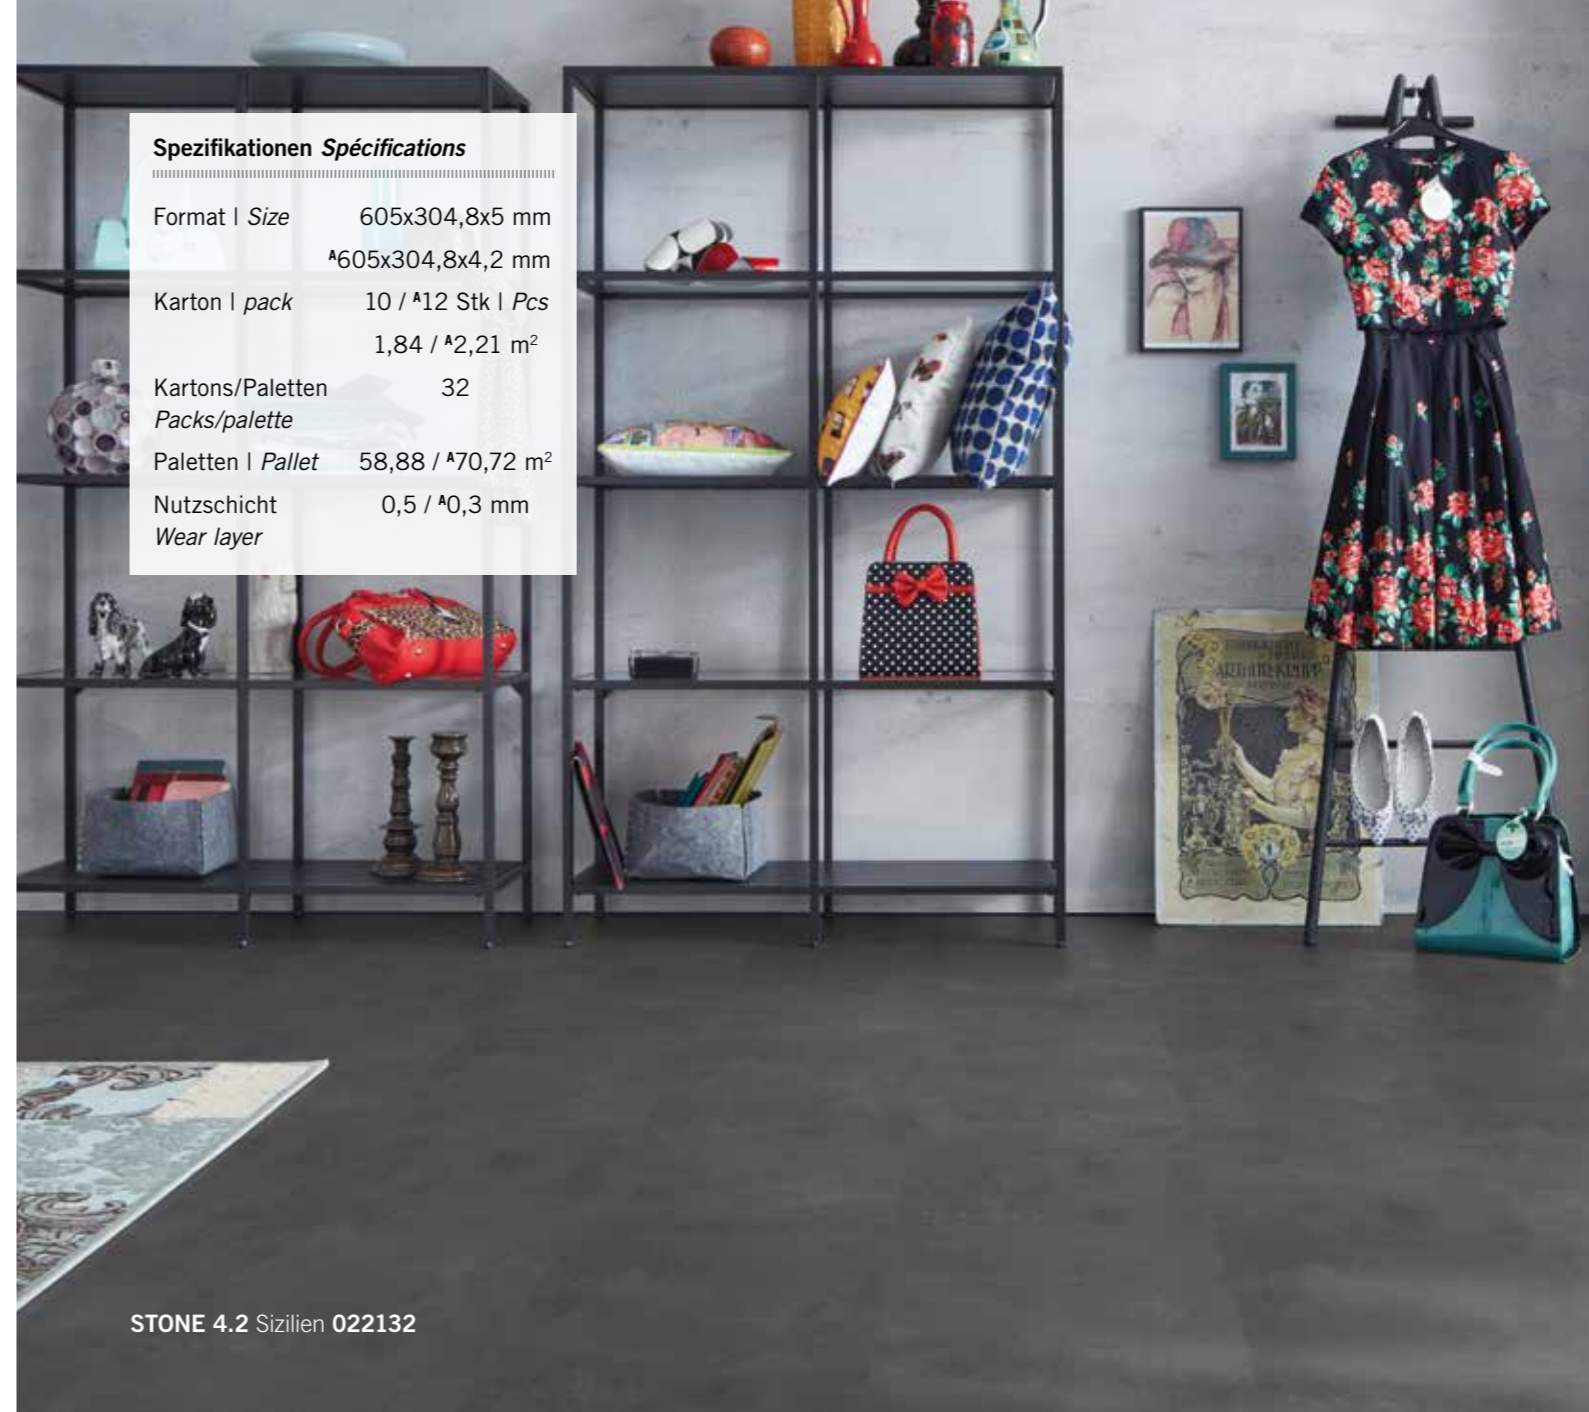 Spezifikationen Spécifications
Format | Size 605x304,8x5 mm
ᴬ605x304,8x4,2 mm
Karton | pack 10 / ᴬ12 Stk | Pcs
1,84 / ᴬ2,21 m²
Kartons/Paletten 32
Packs/palette
Paletten | Pallet 58,88 / ᴬ70,72 m²
Nutzschicht 0,5 / ᴬ0,3 mm
Wear layer
ARTHUR KRUPP
STONE 4.2 Sizilien 022132